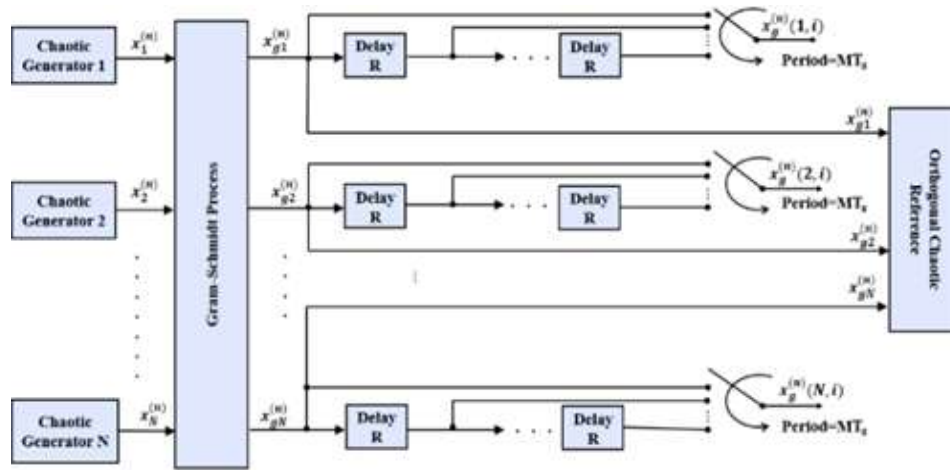 Chaotic
Generator 1
x_1^(n)
Gram-Schmidt Process
x_g1^(n)
Delay
R
. . .
Delay
R
x_g^(n)(1, i)
Period=MT_s
x_g1^(n)
Chaotic
Generator 2
x_2^(n)
x_g2^(n)
Delay
R
. . .
Delay
R
x_g^(n)(2, i)
Period=MT_s
x_g2^(n)
Orthogonal Chaotic
Reference
x_gN^(n)
Chaotic
Generator N
x_N^(n)
x_gN^(n)
Delay
R
. . .
Delay
R
x_g^(n)(N, i)
Period=MT_s